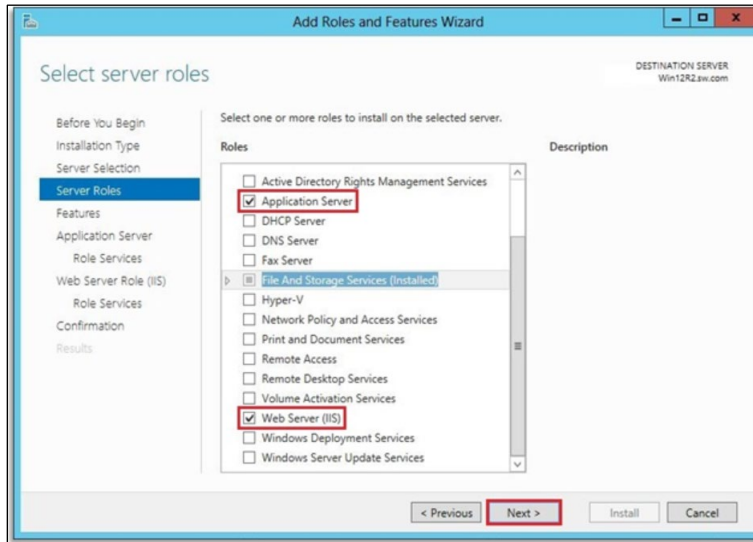 Add Roles and Features Wizard
Select server roles
DESTINATION SERVER
Win12R2.sw.com
Before You Begin
Installation Type
Server Selection
Server Roles
Features
Application Server
Role Services
Web Server Role (IIS)
Role Services
Confirmation
Results
Select one or more roles to install on the selected server.
Roles
Active Directory Rights Management Services
Application Server
DHCP Server
DNS Server
Fax Server
File And Storage Services (Installed)
Hyper-V
Network Policy and Access Services
Print and Document Services
Remote Access
Remote Desktop Services
Volume Activation Services
Web Server (IIS)
Windows Deployment Services
Windows Server Update Services
Description
< Previous
Next >
Install
Cancel